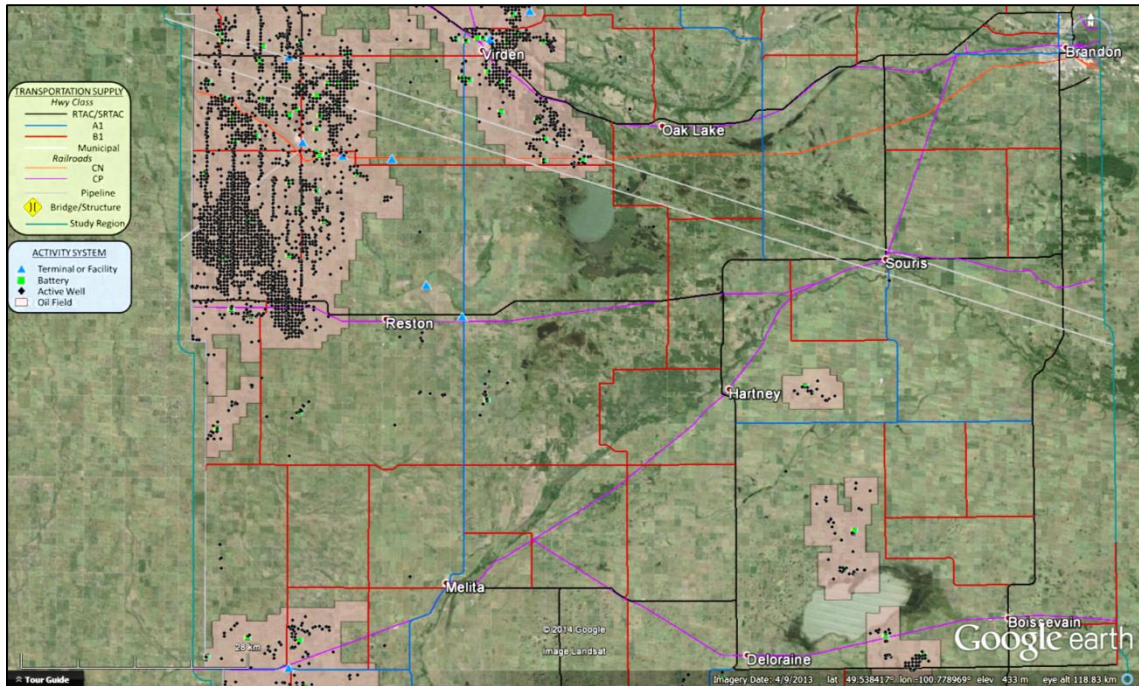 Virden
Brandon
N
TRANSPORTATION SUPPLY
Hwy Class
RTAC/SRTAC
A1
B1
Municipal
Railroads
CN
CP
Pipeline
Bridge/Structure
Study Region
Oak Lake
ACTIVITY SYSTEM
Terminal or Facility
Battery
Active Well
Oil Field
Souris
Reston
Hartney
Melita
Boissevain
Deloraine
28 km
© 2014 Google
Image Landsat
Google earth
Tour Guide
Imagery Date: 4/9/2013 lat 49.538417° lon -100.778969° elev 433 m eye alt 118.83 km